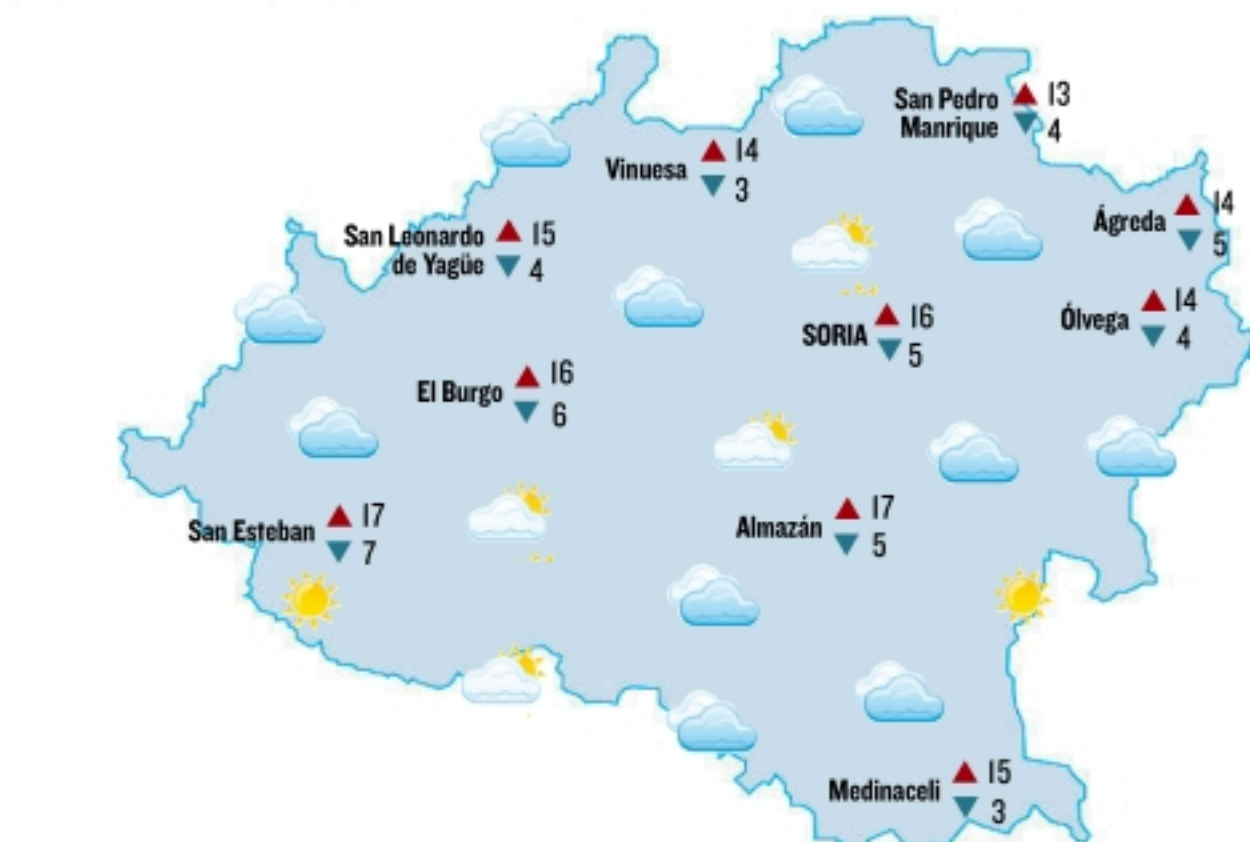 San Pedro 13
Manrique 4
Vinuesa 14
3
Ágreda 14
5
San Leonardo 15
de Yagüe 4
Ólvega 14
4
SORIA 16
5
El Burgo 16
6
San Esteban 17
7
Almazán 17
5
Medinaceli 15
3